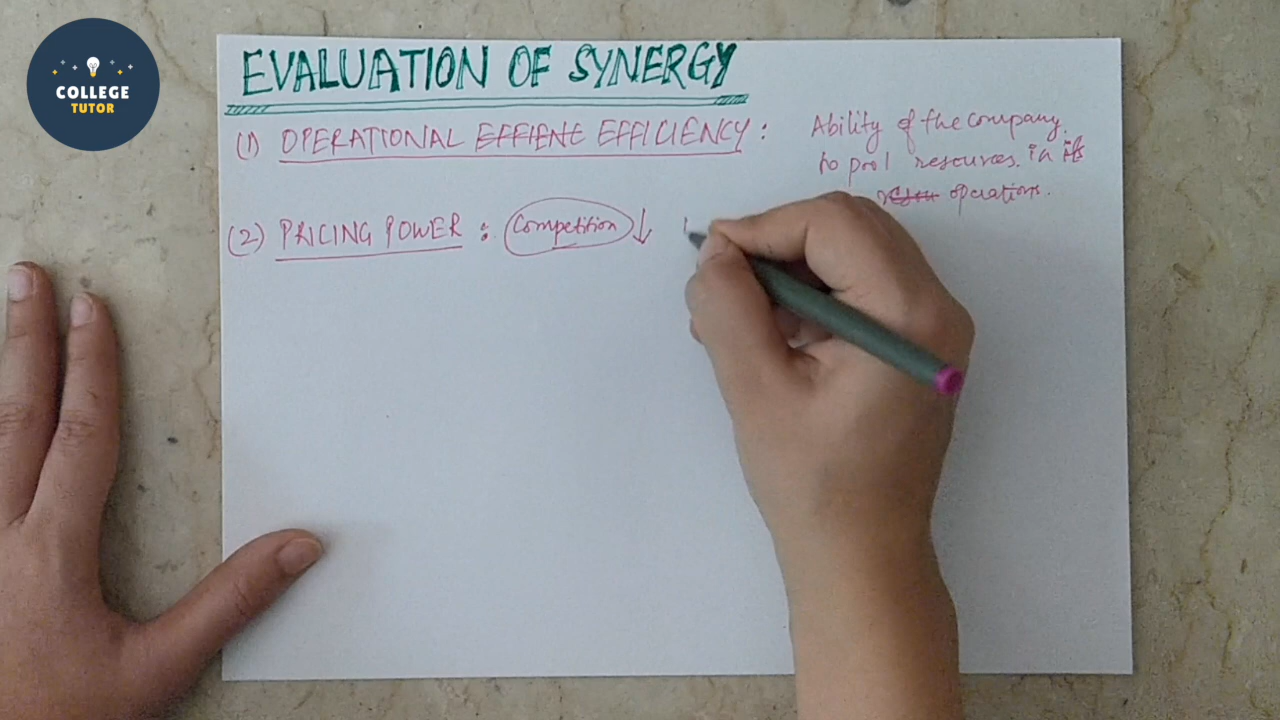 COLLEGE
TUTOR
EVALUATION OF SYNERGY
(1) OPERATIONAL EFFIENT EFFICIENCY : Ability of the company.
to pool resources. in its
operations.
(2) PRICING POWER : Competition ↓